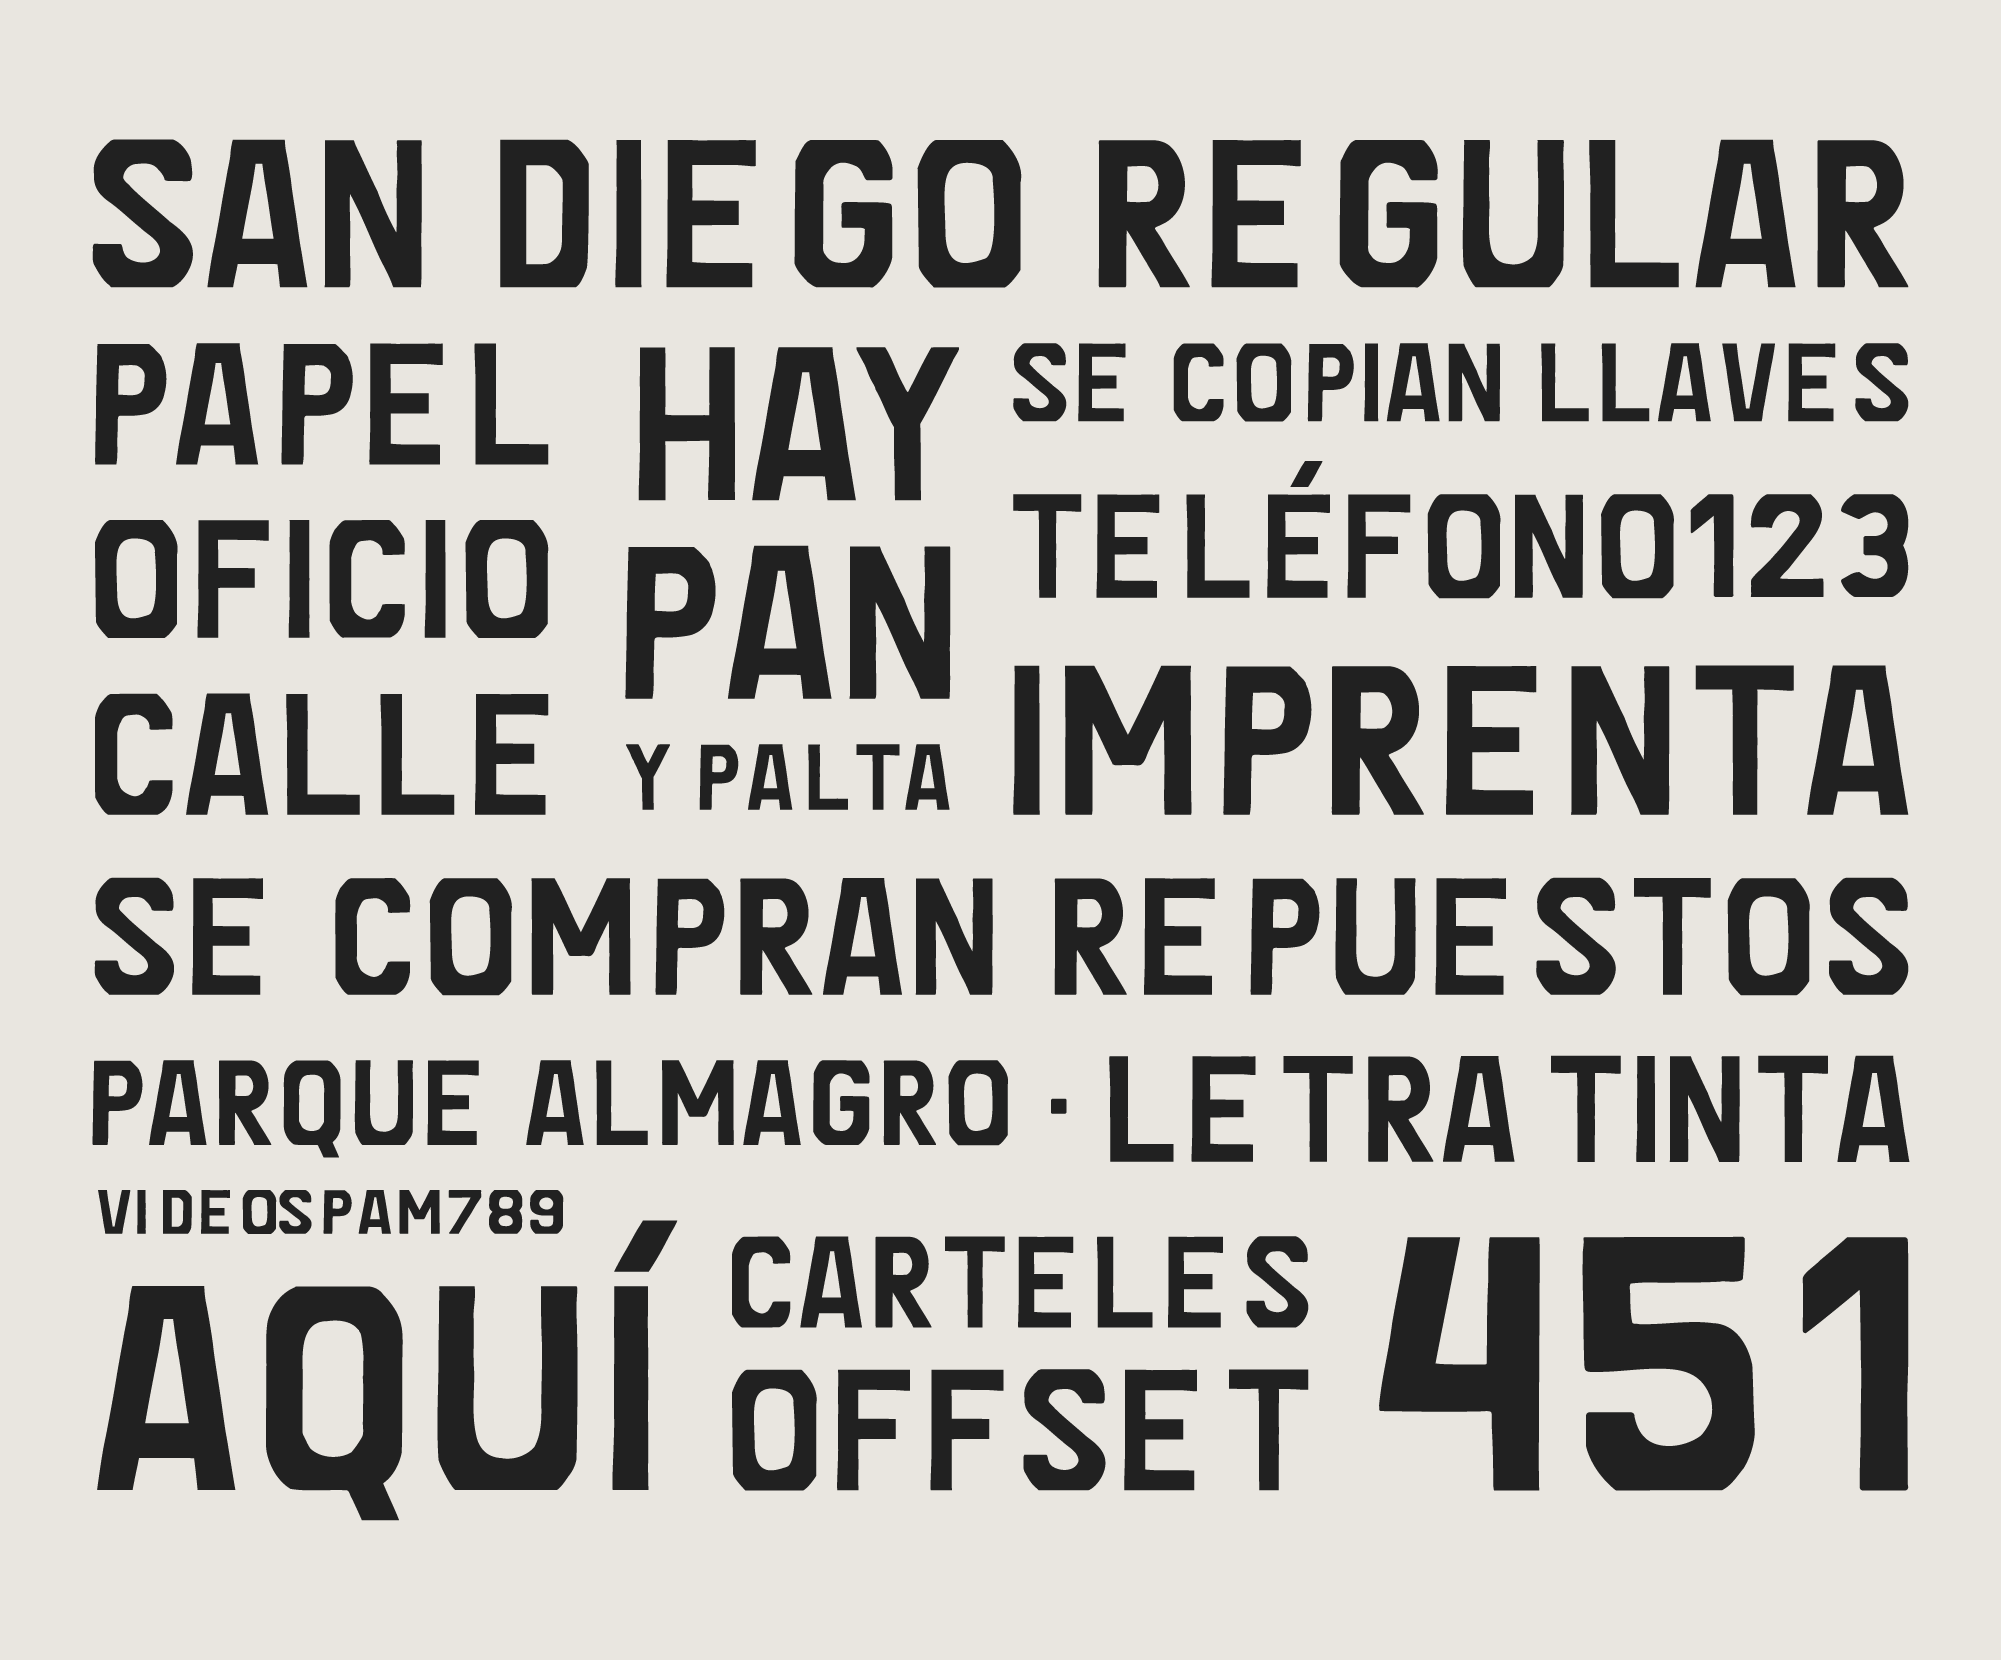 SAN DIEGO REGULAR
PAPEL
OFICIO
CALLE
HAY
PAN
Y PALTA
SE COPIAN LLAVES
TELÉFONO123
IMPRENTA
SE COMPRAN REPUESTOS
PARQUE ALMAGRO · LETRA TINTA
VIDEOSPAM789
AQUÍ
CARTELES
OFFSET
451